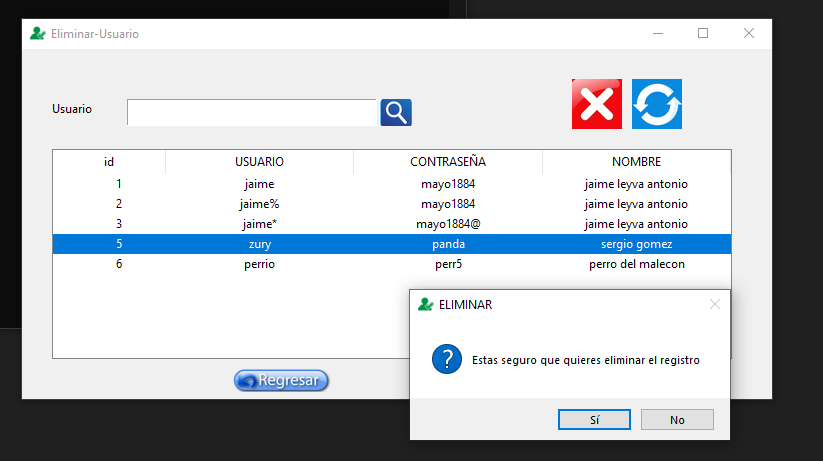 Eliminar-Usuario
Usuario
id USUARIO CONTRASEÑA NOMBRE
1 jaime mayo1884 jaime leyva antonio
2 jaime% mayo1884 jaime leyva antonio
3 jaime* mayo1884@ jaime leyva antonio
5 zury panda sergio gomez
6 perrio perr5 perro del malecon
ELIMINAR
Estas seguro que quieres eliminar el registro
Sí No
Regresar